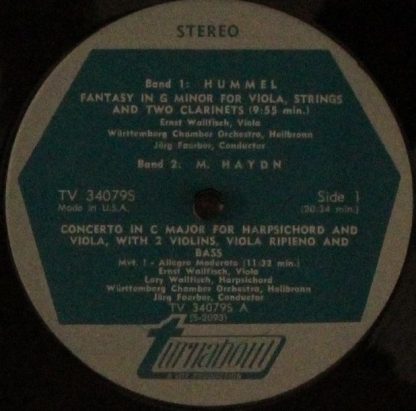 STEREO
Band 1: HUMMEL
FANTASY IN G MINOR FOR VIOLA, STRINGS
AND TWO CLARINETS (9:55 min.)
Ernst Wallfisch, Viola
Württemberg Chamber Orchestra, Heilbronn
Jörg Faerber, Conductor
Band 2: M. HAYDN
TV 34079S
Made in U.S.A.
Side 1
(20:34 min.)
CONCERTO IN C MAJOR FOR HARPSICHORD AND
VIOLA, WITH 2 VIOLINS, VIOLA RIPIENO AND
BASS
Mvt. 1 - Allegro Moderato (11:32 min.)
Ernst Wallfisch, Viola
Lory Wallfisch, Harpsichord
Württemberg Chamber Orchestra, Heilbronn
Jörg Faerber, Conductor
TV 34079S A
(S-2093)
turnabout
A VOX PRODUCTION